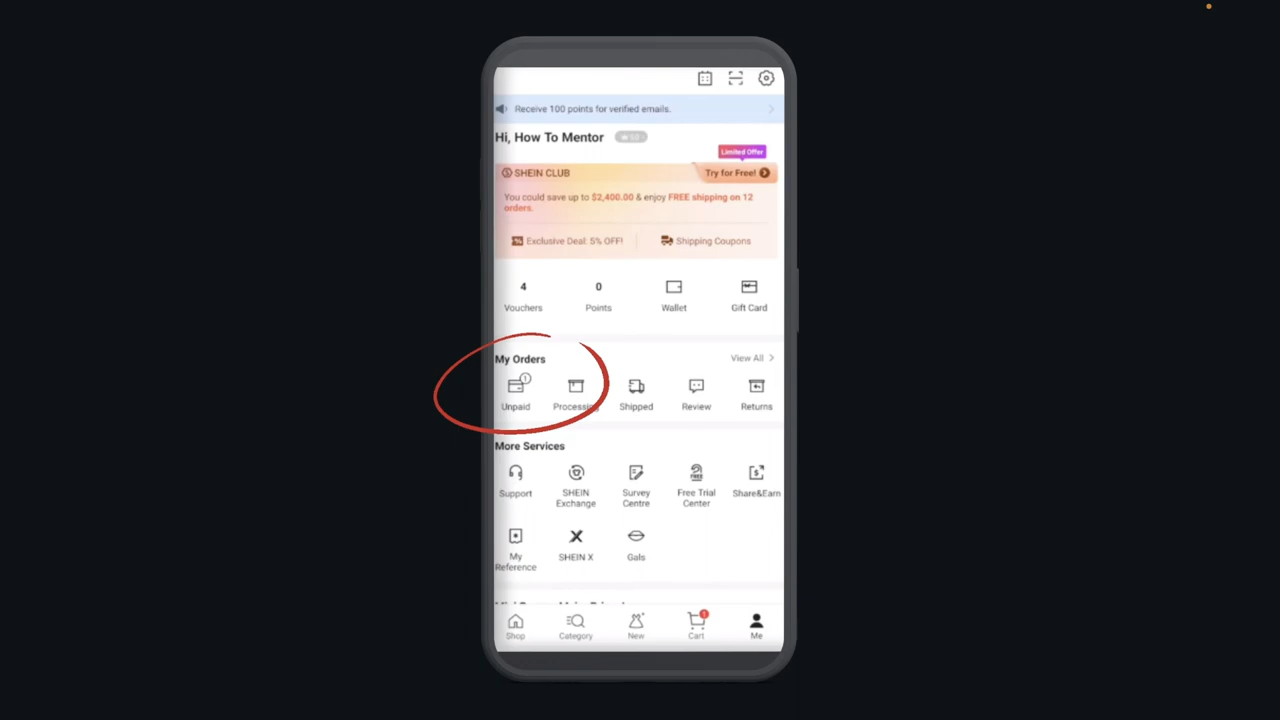 Receive 100 points for verified emails.
Hi, How To Mentor
Limited Offer
SHEIN CLUB
Try for Free!
You could save up to $2,400.00 & enjoy FREE shipping on 12
orders.
Exclusive Deal: 5% OFF!
Shipping Coupons
4
0
Vouchers
Points
Wallet
Gift Card
My Orders
View All
1
Unpaid
Processing
Shipped
Review
Returns
More Services
Support
SHEIN
Exchange
Survey
Centre
FREE
Free Trial
Center
Share&Earn
My
Reference
SHEIN X
Gals
1
Shop
Category
New
Cart
Me